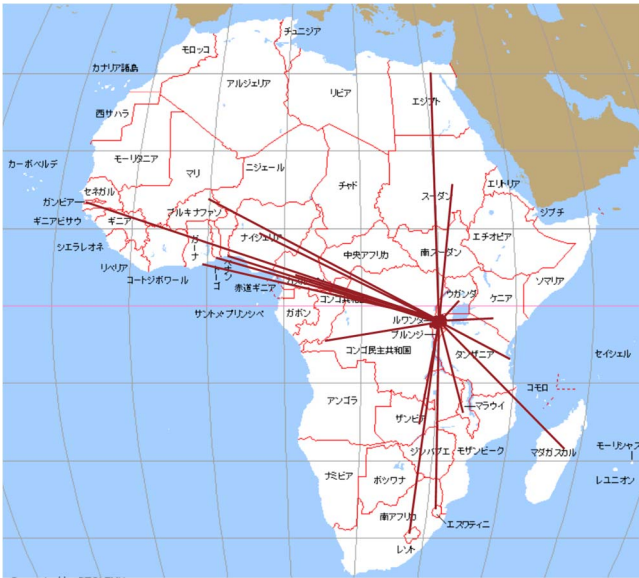 チュニジア
モロッコ
カナリア諸島
アルジェリア
リビア
エジプト
西サハラ
モーリタニア
カーボベルデ
マリ
ニジェール
チャド
スーダン
エリトリア
セネガル
ガンビア
ブルキナファソ
ジブチ
ギニアビサウ
ギニア
ナイジェリア
エチオピア
シエラレオネ
ガーナ
ベナン
中央アフリカ
南スーダン
リベリア
トーゴ
ソマリア
コートジボワール
赤道ギニア
コンゴ共和国
ウガンダ
ケニア
サントメプリンシペ
ガボン
ルワンダ
ブルンジ
コンゴ民主共和国
タンザニア
セイシェル
コモロ
アンゴラ
マラウイ
ザンビア
モーリシャス
ジンバブエ
モザンビーク
マダガスカル
ナミビア
ボツワナ
レユニオン
南アフリカ
エスワティニ
レソト